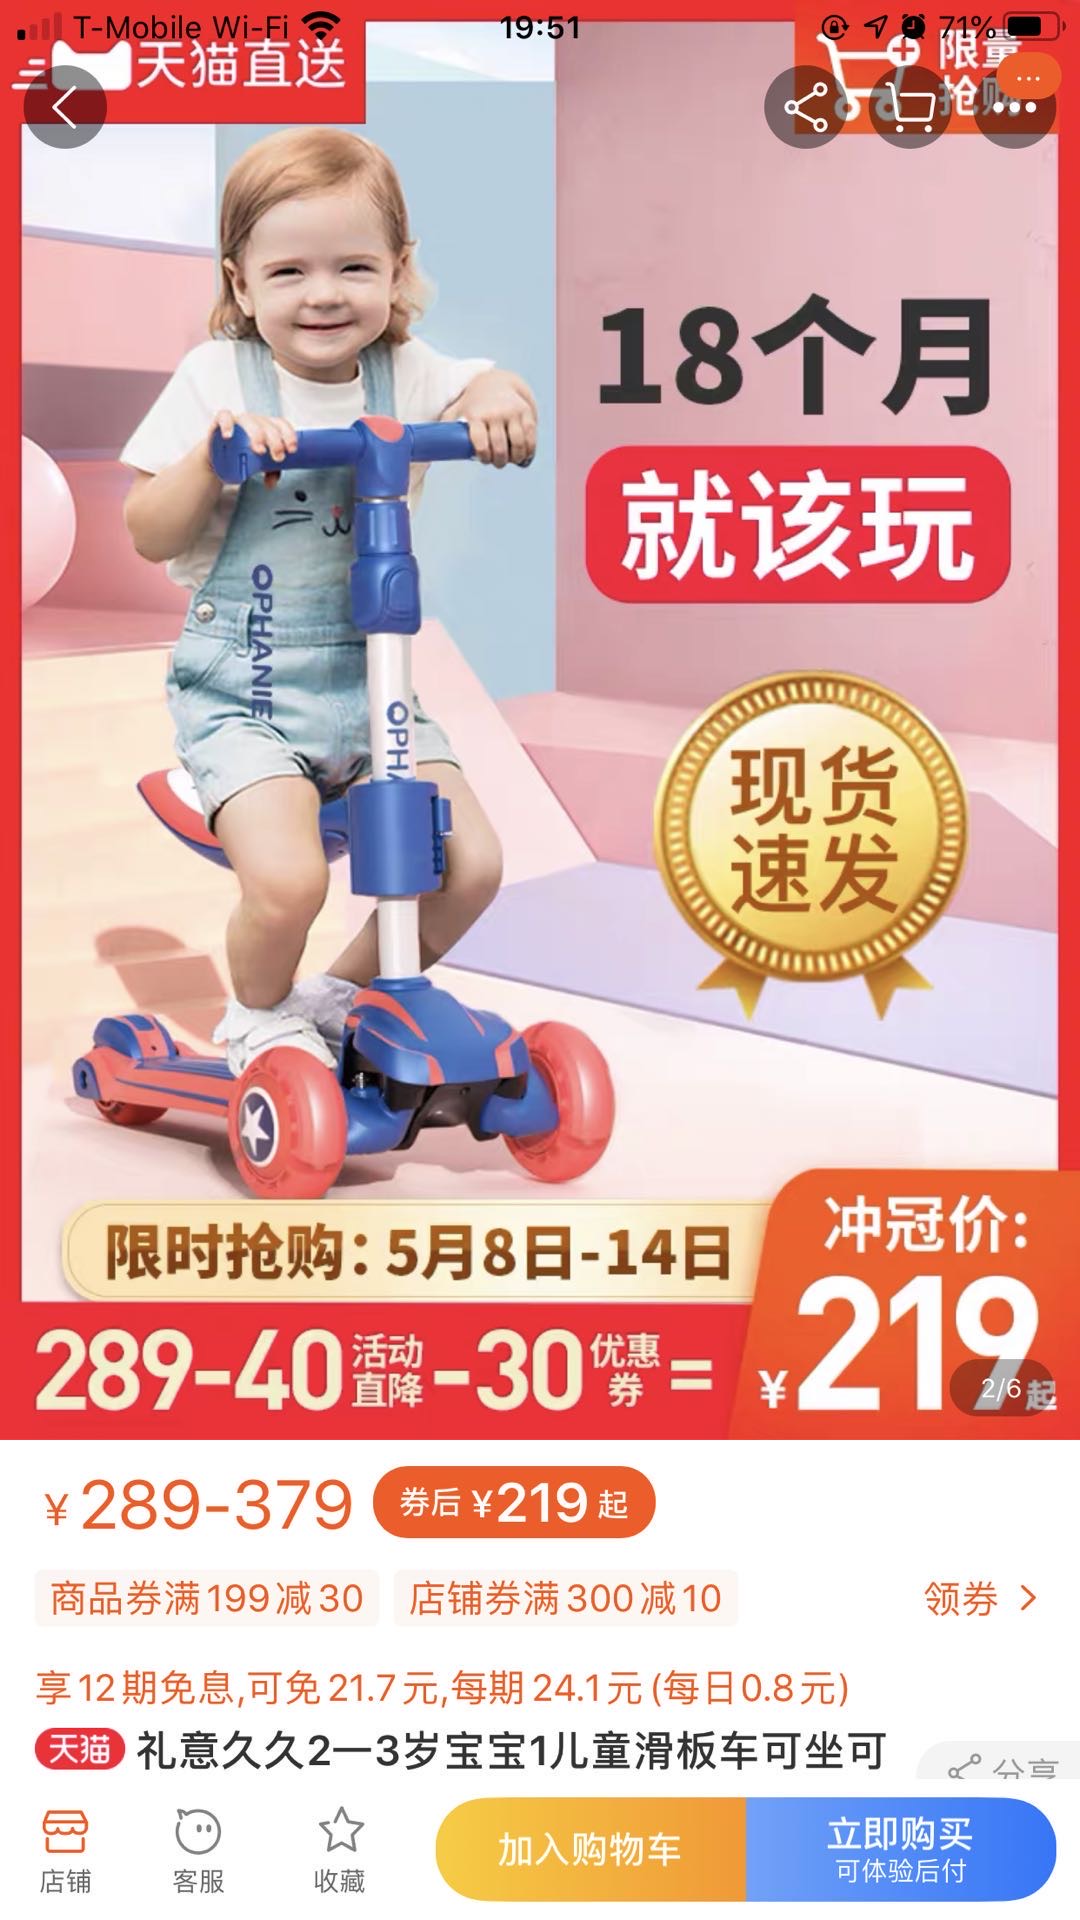 T-Mobile Wi-Fi
19:51
71%
天猫直送
限量
抢购
18个月
就该玩
OPHANIE
OPHA
现货
速发
限时抢购：5月8日-14日
冲冠价：
289-40活动直降-30优惠券=
¥219起
2/6
¥289-379
券后 ¥219 起
商品券满199减30
店铺券满300减10
领券
享12期免息,可免21.7元,每期24.1元(每日0.8元)
天猫 礼意久久2一3岁宝宝1儿童滑板车可坐可
分享
店铺
客服
收藏
加入购物车
立即购买
可体验后付